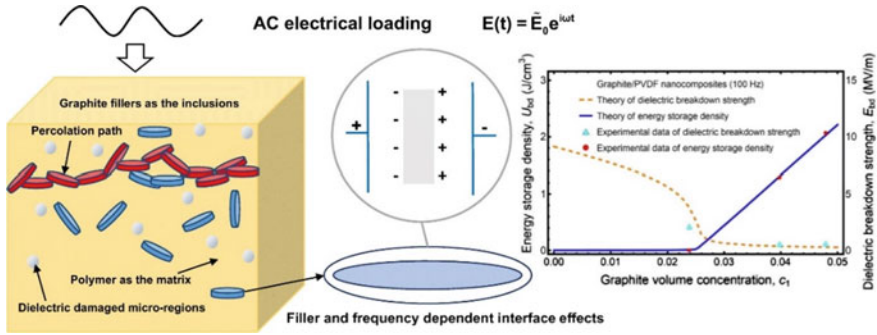 AC electrical loading E(t) = Ẽ₀e^{iωt}
Graphite fillers as the inclusions
Percolation path
Polymer as the matrix
Dielectric damaged micro-regions
+ - - - - + + + + -
Filler and frequency dependent interface effects
Energy storage density, U_bd (J/cm³)
3
2
1
0
Graphite/PVDF nanocomposites (100 Hz)
Theory of dielectric breakdown strength
Theory of energy storage density
Experimental data of dielectric breakdown strength
Experimental data of energy storage density
15
10
5
0
Dielectric breakdown strength, E_bd (MV/m)
0.00 0.01 0.02 0.03 0.04 0.05
Graphite volume concentration, c₁